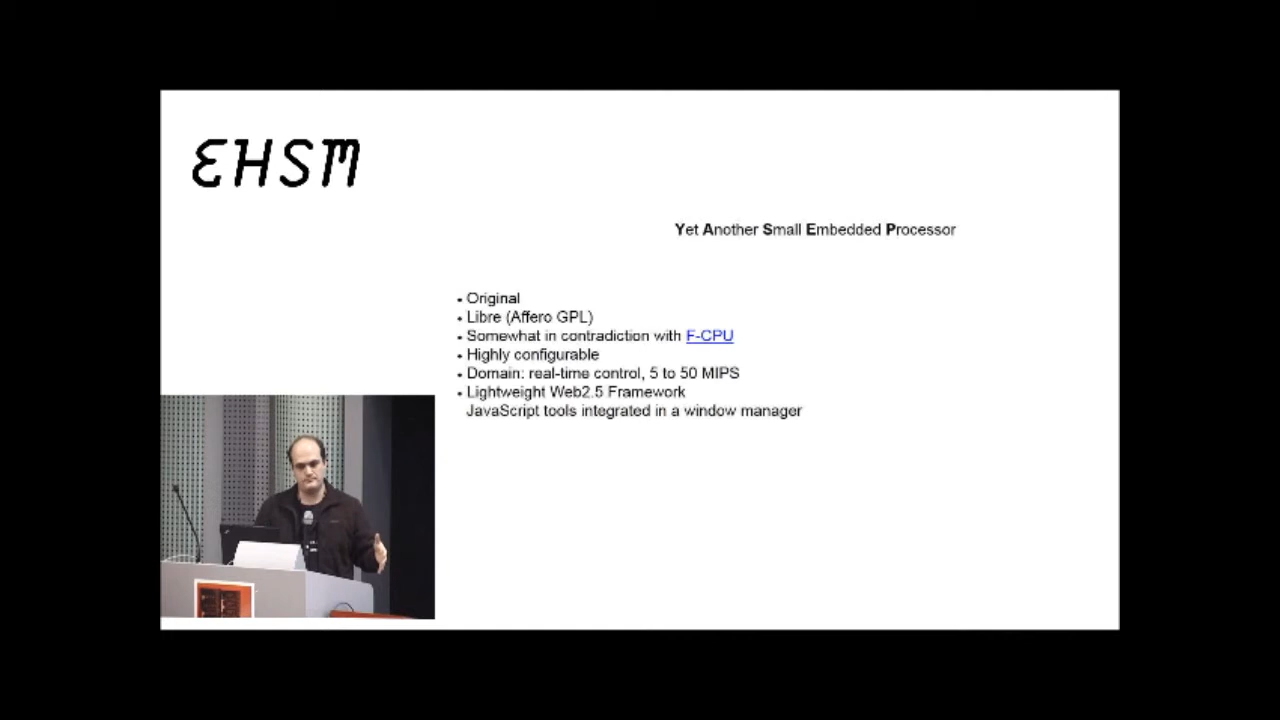 EHSM
Yet Another Small Embedded Processor
• Original
• Libre (Affero GPL)
• Somewhat in contradiction with F-CPU
• Highly configurable
• Domain: real-time control, 5 to 50 MIPS
• Lightweight Web2.5 Framework
JavaScript tools integrated in a window manager